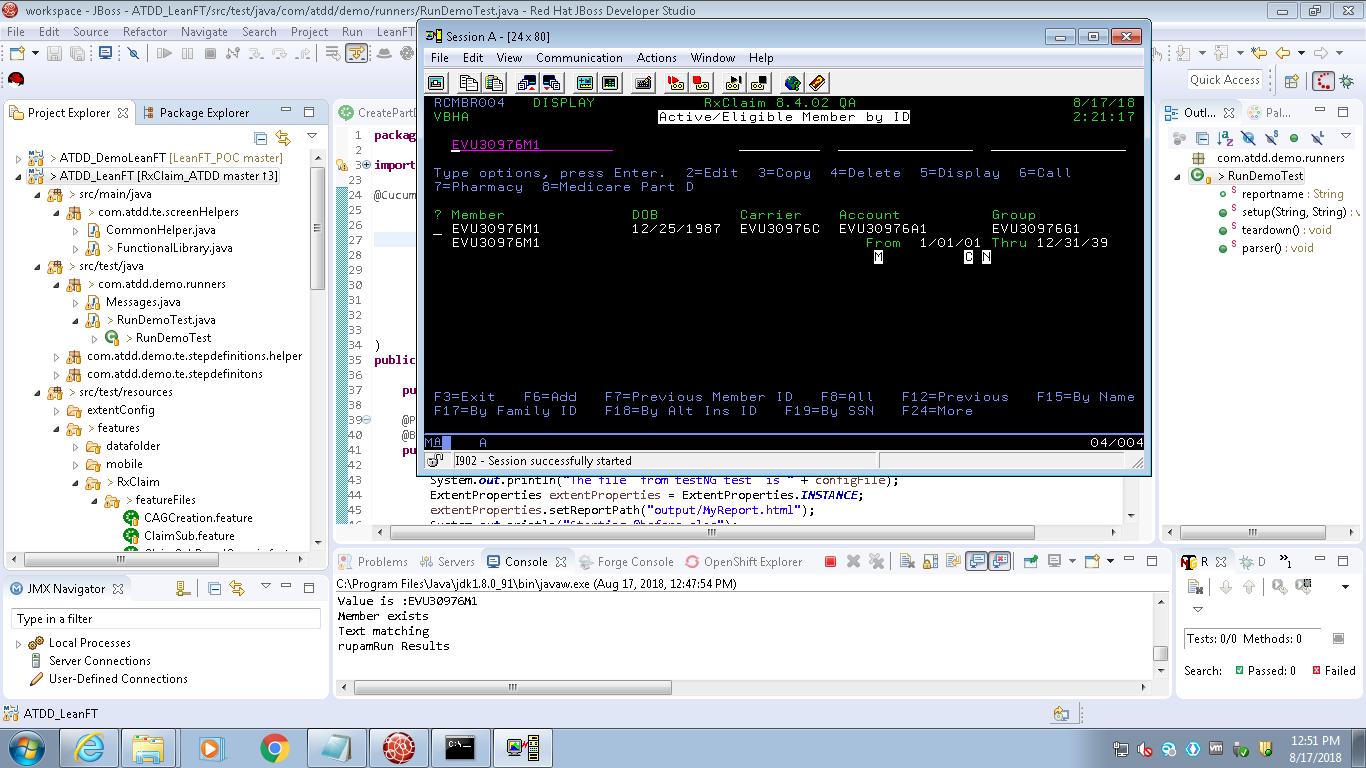 workspace - JBoss - ATDD_LeanFT/src/test/java/com/atdd/demo/runners/RunDemoTest.java - Red Hat JBoss Developer Studio
File Edit Source Refactor Navigate Search Project Run LeanFT
Quick Access
Project Explorer
Package Explorer
> ATDD_DemoLeanFT [LeanFT_POC master]
> ATDD_LeanFT [RxClaim_ATDD master ↑3]
> src/main/java
> com.atdd.te.screenHelpers
CommonHelper.java
> FunctionalLibrary.java
> src/test/java
> com.atdd.demo.runners
Messages.java
> RunDemoTest.java
> RunDemoTest
com.atdd.demo.te.stepdefinitions.helper
com.atdd.demo.te.stepdefinitons
> src/test/resources
extentConfig
> features
datafolder
mobile
> RxClaim
> featureFiles
CAGCreation.feature
ClaimSub.feature
JMX Navigator
Type in a filter
Local Processes
Server Connections
User-Defined Connections
ATDD_LeanFT
CreatePartD
1 packag
2
3 import
23
24 @Cucum
25
26
27
28
29
30
31
32
33
34 )
35 public
36
37 pu
38
39 @P
40 @B
41 pu
43 System.out.println("The file from testNG test is " + configFile);
44 ExtentProperties extentProperties = ExtentProperties.INSTANCE;
45 extentProperties.setReportPath("output/MyReport.html");
46 System.out.println("Starting @before clas");
Session A - [24 x 80]
File Edit View Communication Actions Window Help
RCMBR004 DISPLAY RxClaim 8.4.02 QA 8/17/18
VBHA Active/Eligible Member by ID 2:21:17
EVU30976M1
Type options, press Enter. 2=Edit 3=Copy 4=Delete 5=Display 6=Call
7=Pharmacy 8=Medicare Part D
? Member DOB Carrier Account Group
_ EVU30976M1 12/25/1987 EVU30976C EVU30976A1 EVU30976G1
EVU30976M1 From 1/01/01 Thru 12/31/39
M C N
F3=Exit F6=Add F7=Previous Member ID F8=All F12=Previous F15=By Name
F17=By Family ID F18=By Alt Ins ID F19=By SSN F24=More
MA A 04/004
I902 - Session successfully started
Outl...
Pal...
com.atdd.demo.runners
> RunDemoTest
reportname : String
setup(String, String) : v
teardown() : void
parser() : void
Problems Servers Console Forge Console OpenShift Explorer
C:\Program Files\Java\jdk1.8.0_91\bin\javaw.exe (Aug 17, 2018, 12:47:54 PM)
Value is :EVU30976M1
Member exists
Text matching
rupamRun Results
R D »1
Tests: 0/0 Methods: 0
Search: Passed: 0 Failed
12:51 PM
8/17/2018